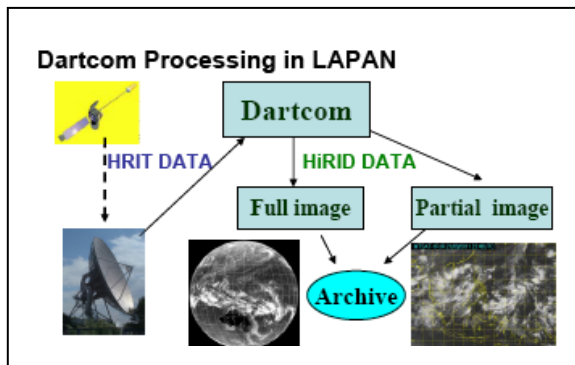 Dartcom Processing in LAPAN
Dartcom
HRIT DATA
HiRID DATA
Full image
Partial image
Archive